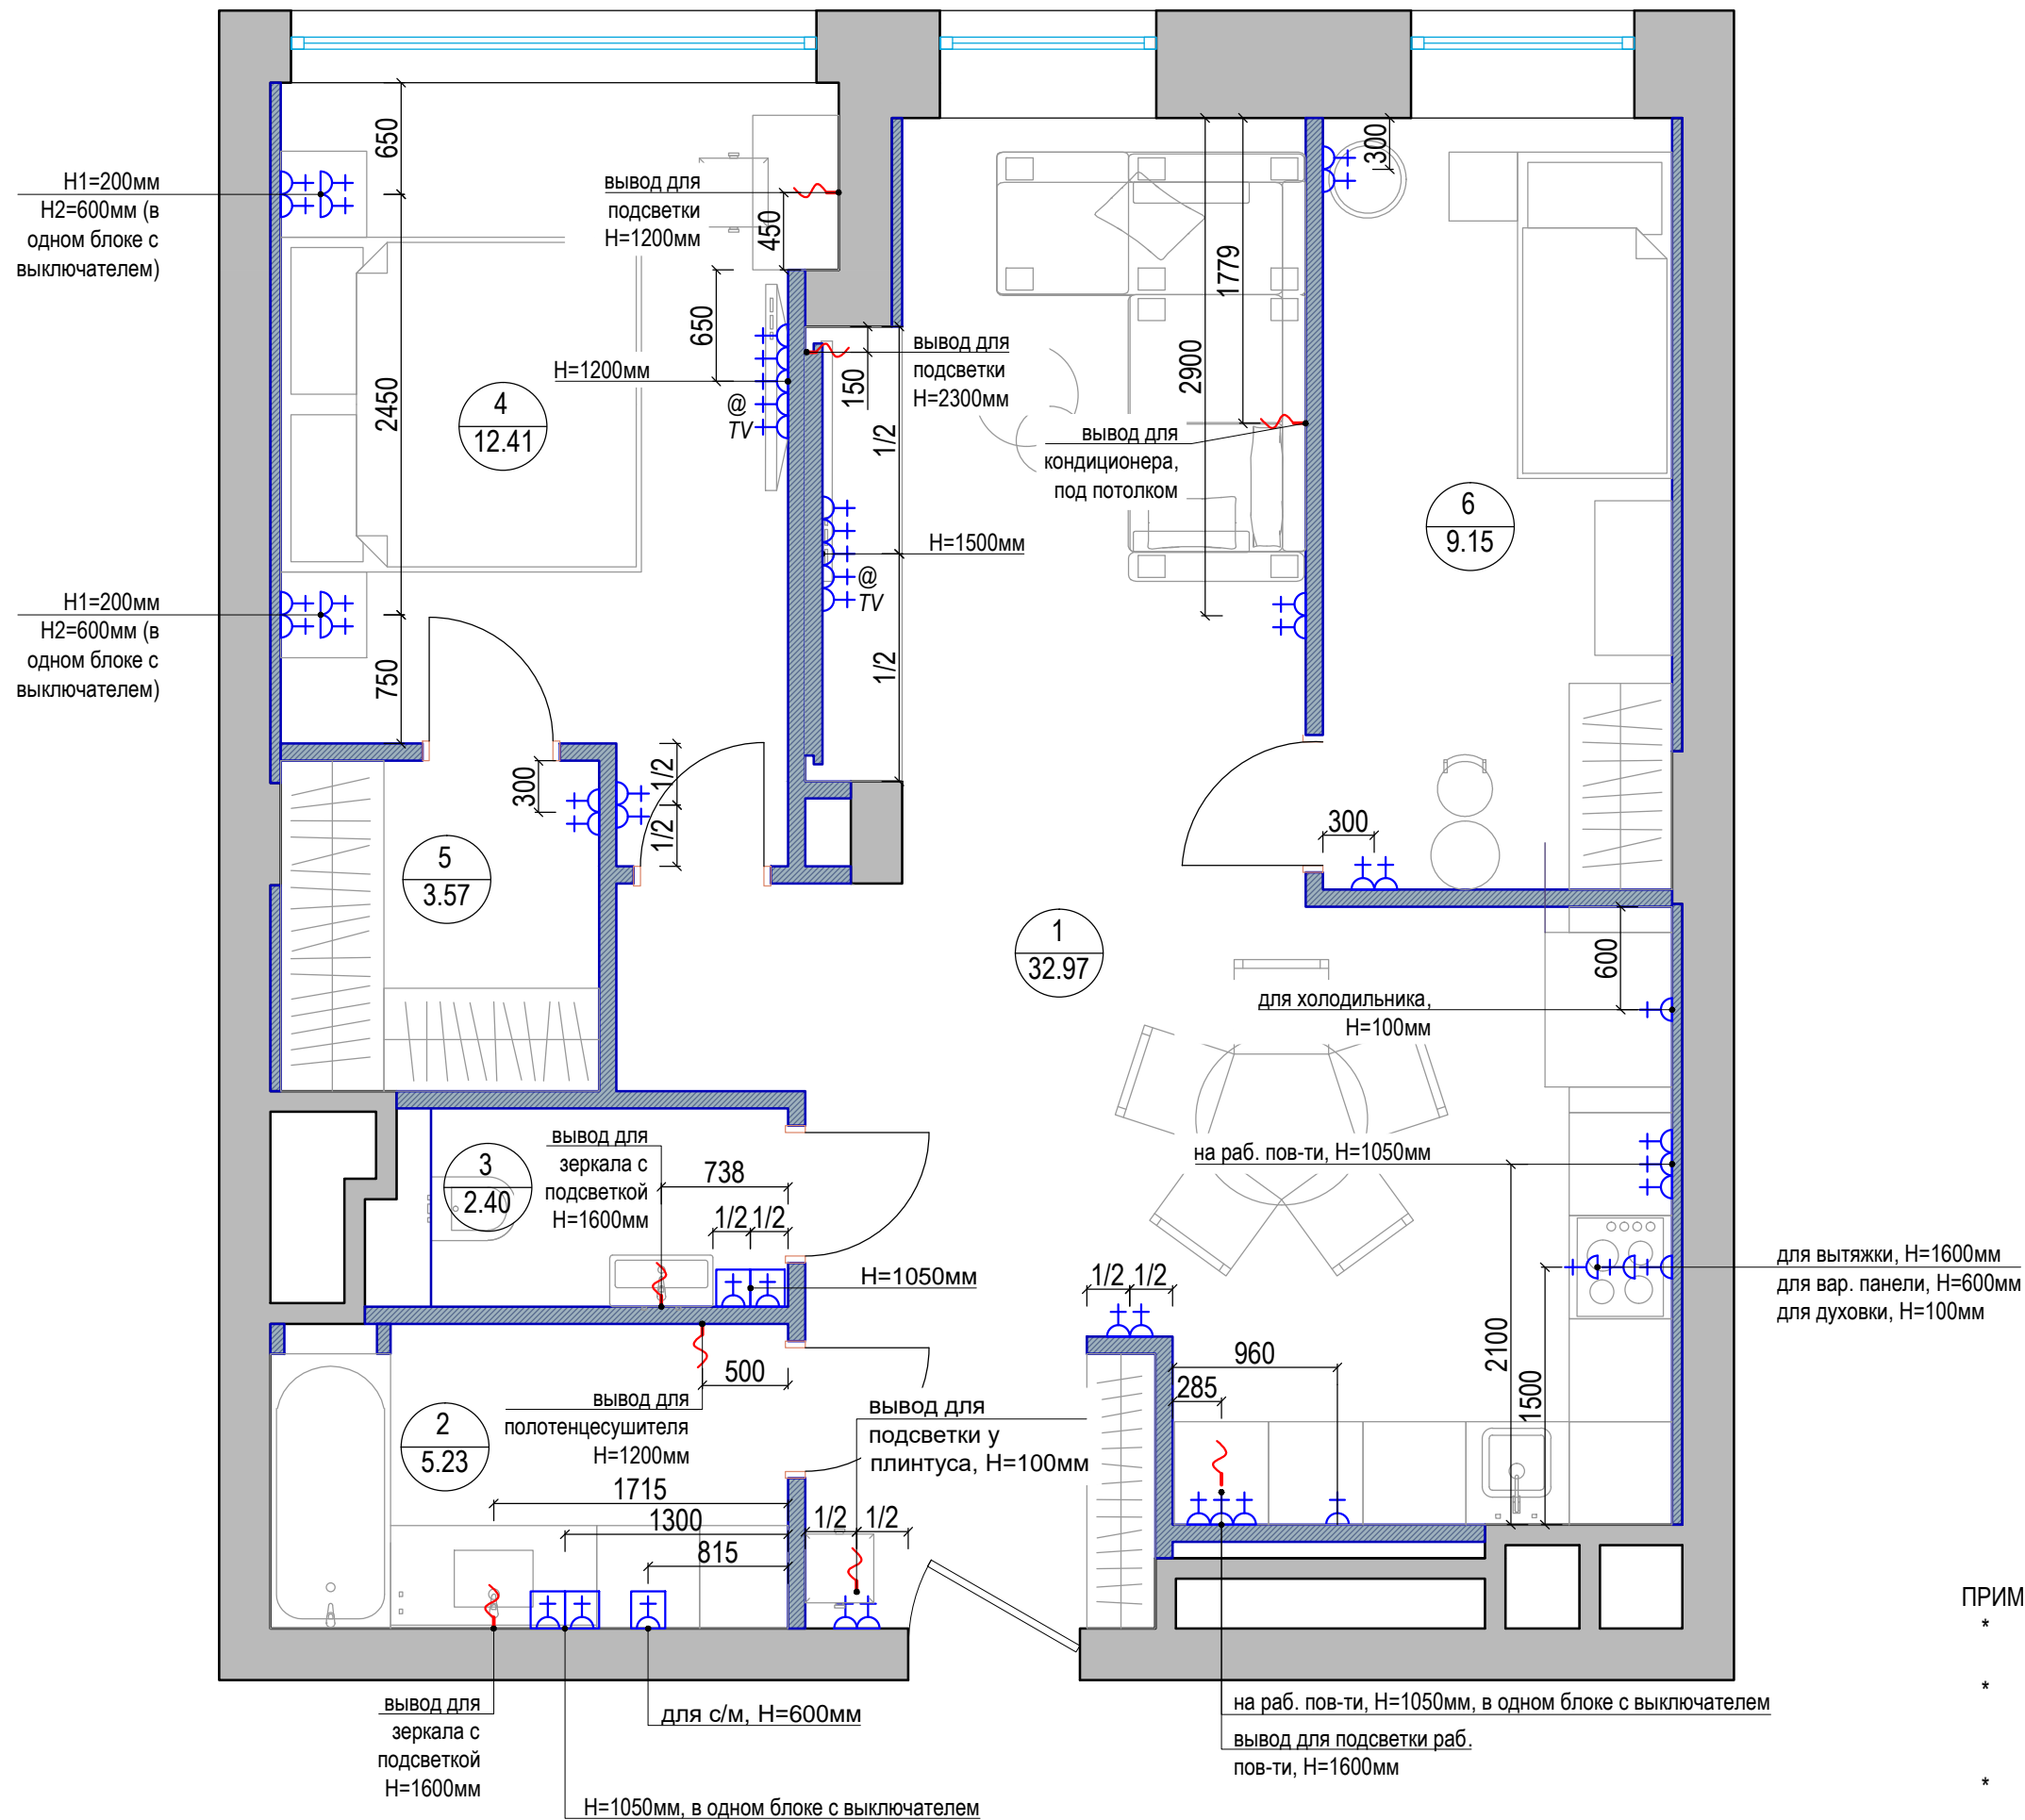 650
H1=200мм
H2=600мм (в
одном блоке с
выключателем)
вывод для
подсветки
H=1200мм
450
650
H=1200мм
@
TV
2450
4
12.41
H1=200мм
H2=600мм (в
одном блоке с
выключателем)
750
вывод для
подсветки
H=2300мм
150
1/2
H=1500мм
@
TV
1/2
1779
2900
вывод для
кондиционера,
под потолком
300
6
9.15
300
300
1/2
1/2
5
3.57
1
32.97
600
для холодильника,
H=100мм
на раб. пов-ти, H=1050мм
3
2.40
вывод для
зеркала с
подсветкой
H=1600мм
738
1/2
1/2
H=1050мм
для вытяжки, H=1600мм
для вар. панели, H=600мм
для духовки, H=100мм
1/2
1/2
960
285
2100
1500
500
вывод для
полотенцесушителя
H=1200мм
2
5.23
вывод для
подсветки у
плинтуса, H=100мм
1715
1300
815
1/2
1/2
вывод для
зеркала с
подсветкой
H=1600мм
для с/м, H=600мм
H=1050мм, в одном блоке с выключателем
на раб. пов-ти, H=1050мм, в одном блоке с выключателем
вывод для подсветки раб.
пов-ти, H=1600мм
ПРИМ
*
*
*